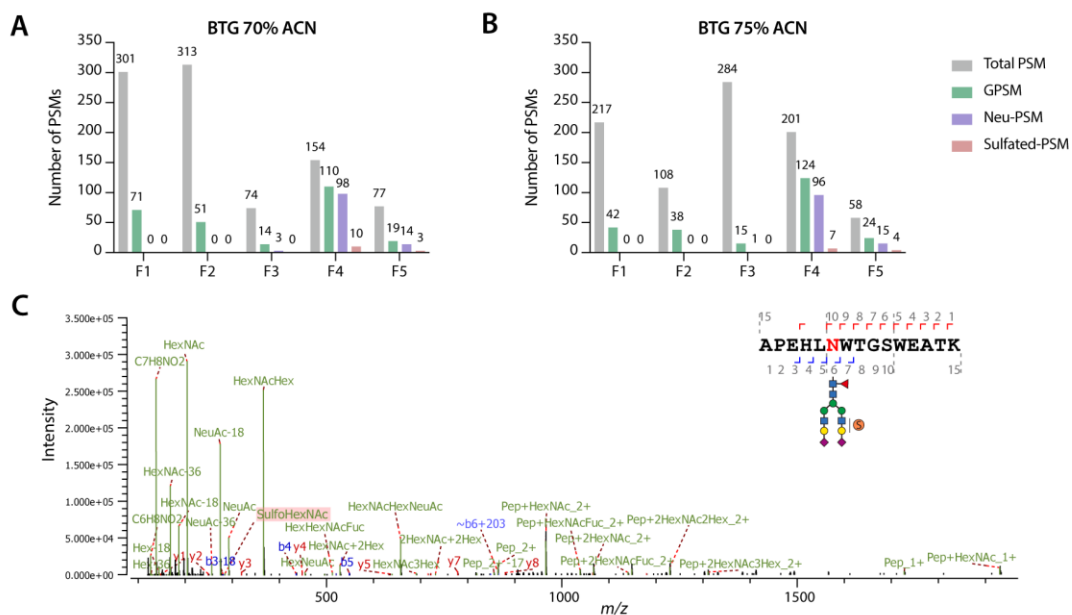 A
BTG 70% ACN
Number of PSMs
350
300
250
200
150
100
50
0
301
71
0 0
313
51
0 0
74
14
3
0
154
110
98
10
77
19
14
3
F1 F2 F3 F4 F5
B
BTG 75% ACN
Number of PSMs
350
300
250
200
150
100
50
0
217
42
0 0
108
38
0 0
284
15
1
0
201
124
96
7
58
24
15
4
F1 F2 F3 F4 F5
Total PSM
GPSM
Neu-PSM
Sulfated-PSM
C
Intensity
3.500e+05
3.000e+05
2.500e+05
2.000e+05
1.500e+05
1.000e+05
5.000e+04
0.000e+00
HexNAc
C7H8NO2
HexNAcHex
NeuAc-18
HexNAc-36
HexNAc-18
C6H8NO2
NeuAc-36
NeuAc
SulfoHexNAc
HexHexNAcFuc
HexNAcHexNeuAc
~b6+203
Pep+HexNAc_2+
Pep+HexNAcFuc_2+
Pep+2HexNAc2Hex_2+
2HexNAc+2Hex
Pep+2HexNAc_2+
Hex-18
y1
y2
b3-18
y3
b4
y4
HexNAc+2Hex
HexNeuAc
b5
y5
HexNAc3Hex
y7
Pep_2+
Pep_2+-17
y8
Pep+2HexNAcFuc_2+
Pep+2HexNAc3Hex_2+
Pep_1+
Pep+HexNAc_1+
500 1000 1500
m/z
15 10 9 8 7 6 5 4 3 2 1
APEHLNWTGSWEATK
1 2 3 4 5 6 7 8 9 10 15
S